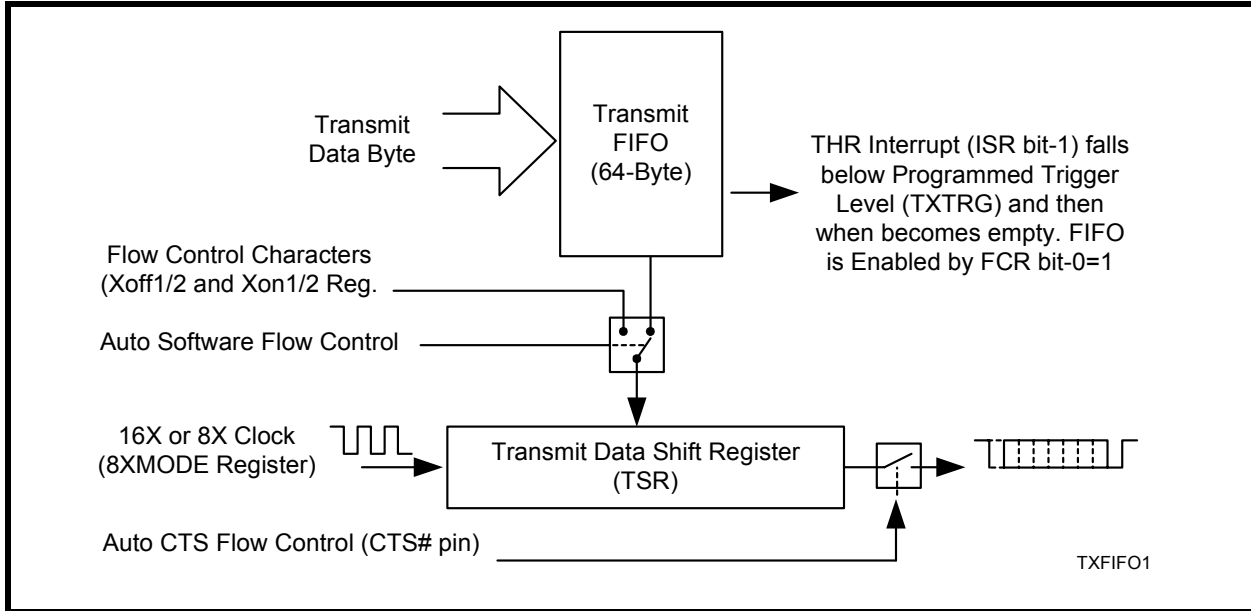 Transmit
Data Byte
Transmit
FIFO
(64-Byte)
THR Interrupt (ISR bit-1) falls
below Programmed Trigger
Level (TXTRG) and then
when becomes empty. FIFO
is Enabled by FCR bit-0=1
Flow Control Characters
(Xoff1/2 and Xon1/2 Reg.
Auto Software Flow Control
16X or 8X Clock
(8XMODE Register)
Transmit Data Shift Register
(TSR)
Auto CTS Flow Control (CTS# pin)
TXFIFO1